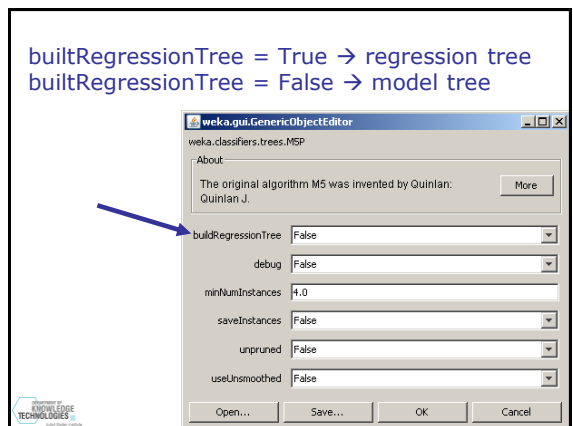 builtRegressionTree = True → regression tree
builtRegressionTree = False → model tree
weka.gui.GenericObjectEditor
weka.classifiers.trees.M5P
About
The original algorithm M5 was invented by Quinlan: More
Quinlan J.
buildRegressionTree False
debug False
minNumInstances 4.0
saveInstances False
unpruned False
useUnsmoothed False
Open... Save... OK Cancel
DEPARTMENT OF
KNOWLEDGE
TECHNOLOGIES